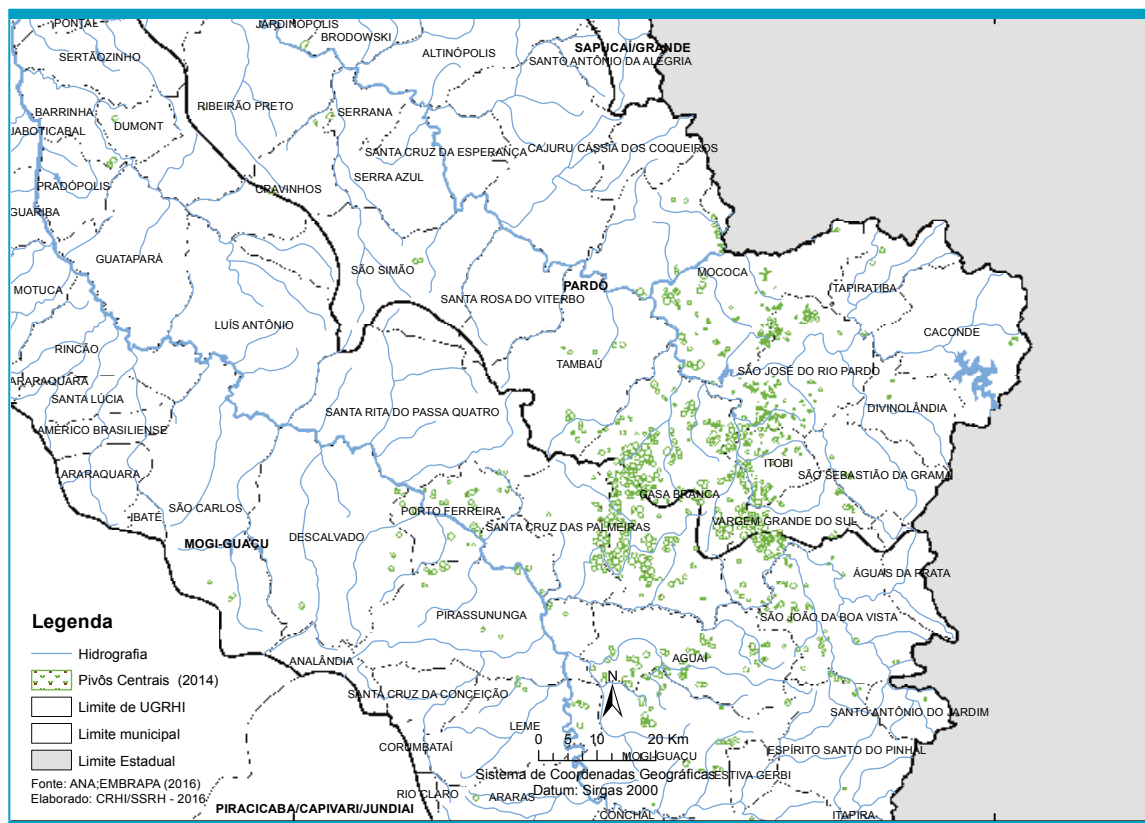 PONTAL
JARDINÓPOLIS
BRODOWSKI
SERTÃOZINHO
ALTINÓPOLIS
SAPUCAÍ/GRANDE
SANTO ANTÔNIO DA ALEGRIA
BARRINHA
RIBEIRÃO PRETO
SERRANA
DUMONT
JABOTICABAL
SANTA CRUZ DA ESPERANÇA
CAJURU
CÁSSIA DOS COQUEIROS
SERRA AZUL
PRADÓPOLIS
CRAVINHOS
GUARIBA
GUATAPARÁ
SÃO SIMÃO
MOCOCA
PARDO
TAPIRATIBA
MOTUCA
SANTA ROSA DO VITERBO
LUÍS ANTÔNIO
CACONDE
RINCÃO
TAMBAÚ
SÃO JOSÉ DO RIO PARDO
ARARAQUARA
SANTA LÚCIA
DIVINOLÂNDIA
SANTA RITA DO PASSA QUATRO
AMÉRICO BRASILIENSE
ITOBI
ARARAQUARA
SÃO SEBASTIÃO DA GRAMA
CASA BRANCA
SÃO CARLOS
PORTO FERREIRA
IBATÉ
SANTA CRUZ DAS PALMEIRAS
VARGEM GRANDE DO SUL
DESCALVADO
MOGI-GUAÇU
ÁGUAS DA PRATA
PIRASSUNUNGA
SÃO JOÃO DA BOA VISTA
Legenda
Hidrografia
Pivôs Centrais (2014)
Limite de UGRHI
Limite municipal
Limite Estadual
Fonte: ANA;EMBRAPA (2016)
Elaborado: CRHI/SSRH - 2016
ANALÂNDIA
AGUAÍ
N
SANTA CRUZ DA CONCEIÇÃO
SANTO ANTÔNIO DO JARDIM
LEME
CORUMBATAÍ
0 5 10 20 Km
ESPÍRITO SANTO DO PINHAL
MOGI-GUAÇU
Sistema de Coordenadas Geográficas
ESTIVA GERBI
Datum: Sirgas 2000
RIO CLARO
ARARAS
PIRACICABA/CAPIVARI/JUNDIAI
CONCHAL
ITAPIRA